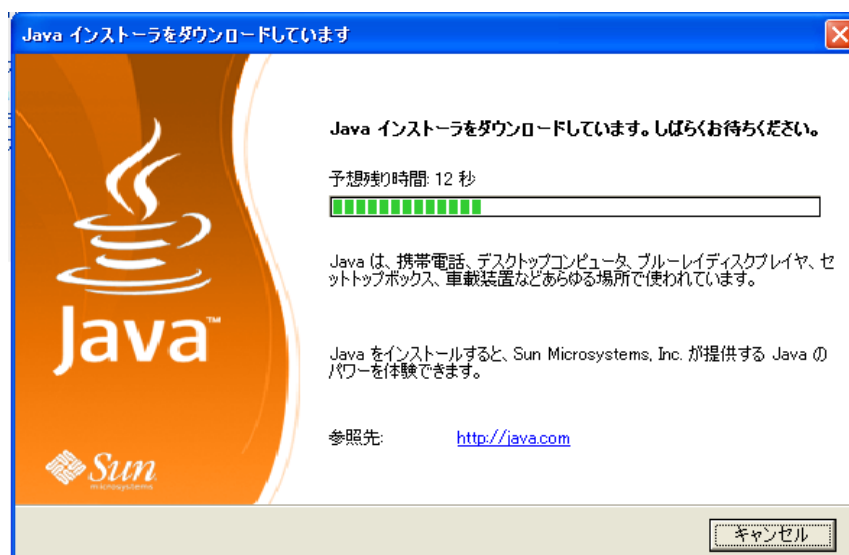 Java インストーラをダウンロードしています
Java インストーラをダウンロードしています。しばらくお待ちください。
予想残り時間: 12 秒
Java は、携帯電話、デスクトップコンピュータ、ブルーレイディスクプレイヤ、セ
ットトップボックス、車載装置などあらゆる場所で使われています。
Java をインストールすると、Sun Microsystems, Inc. が提供する Java の
パワーを体験できます。
参照先: http://java.com
Java™
Sun
microsystems
キャンセル